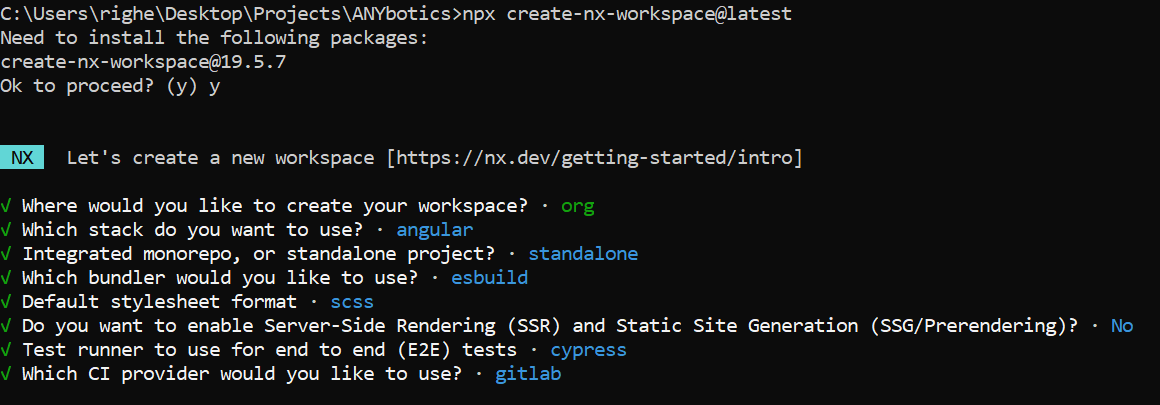 C:\Users\righe\Desktop\Projects\ANYbotics>npx create-nx-workspace@latest
Need to install the following packages:
create-nx-workspace@19.5.7
Ok to proceed? (y) y
NX Let's create a new workspace [https://nx.dev/getting-started/intro]
√ Where would you like to create your workspace? · org
√ Which stack do you want to use? · angular
√ Integrated monorepo, or standalone project? · standalone
√ Which bundler would you like to use? · esbuild
√ Default stylesheet format · scss
√ Do you want to enable Server-Side Rendering (SSR) and Static Site Generation (SSG/Prerendering)? · No
√ Test runner to use for end to end (E2E) tests · cypress
√ Which CI provider would you like to use? · gitlab